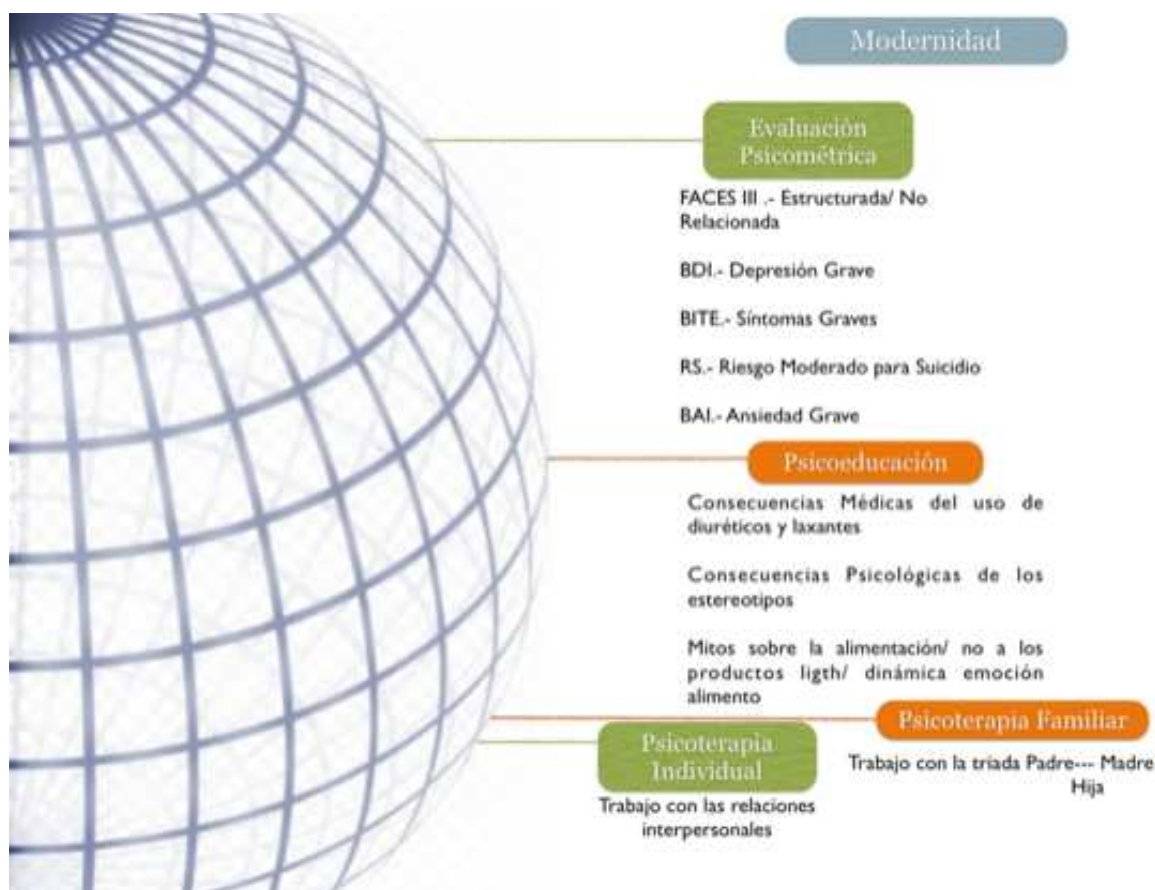 Modernidad
Evaluación
Psicométrica
FACES III .- Estructurada/ No
Relacionada
BDI.- Depresión Grave
BITE.- Síntomas Graves
RS.- Riesgo Moderado para Suicidio
BAI.- Ansiedad Grave
Psicoeducación
Consecuencias Médicas del uso de
diuréticos y laxantes
Consecuencias Psicológicas de los
estereotipos
Mitos sobre la alimentación/ no a los
productos ligth/ dinámica emoción
alimento
Psicoterapia Familiar
Trabajo con la triada Padre--- Madre
Hija
Psicoterapia
Individual
Trabajo con las relaciones
interpersonales